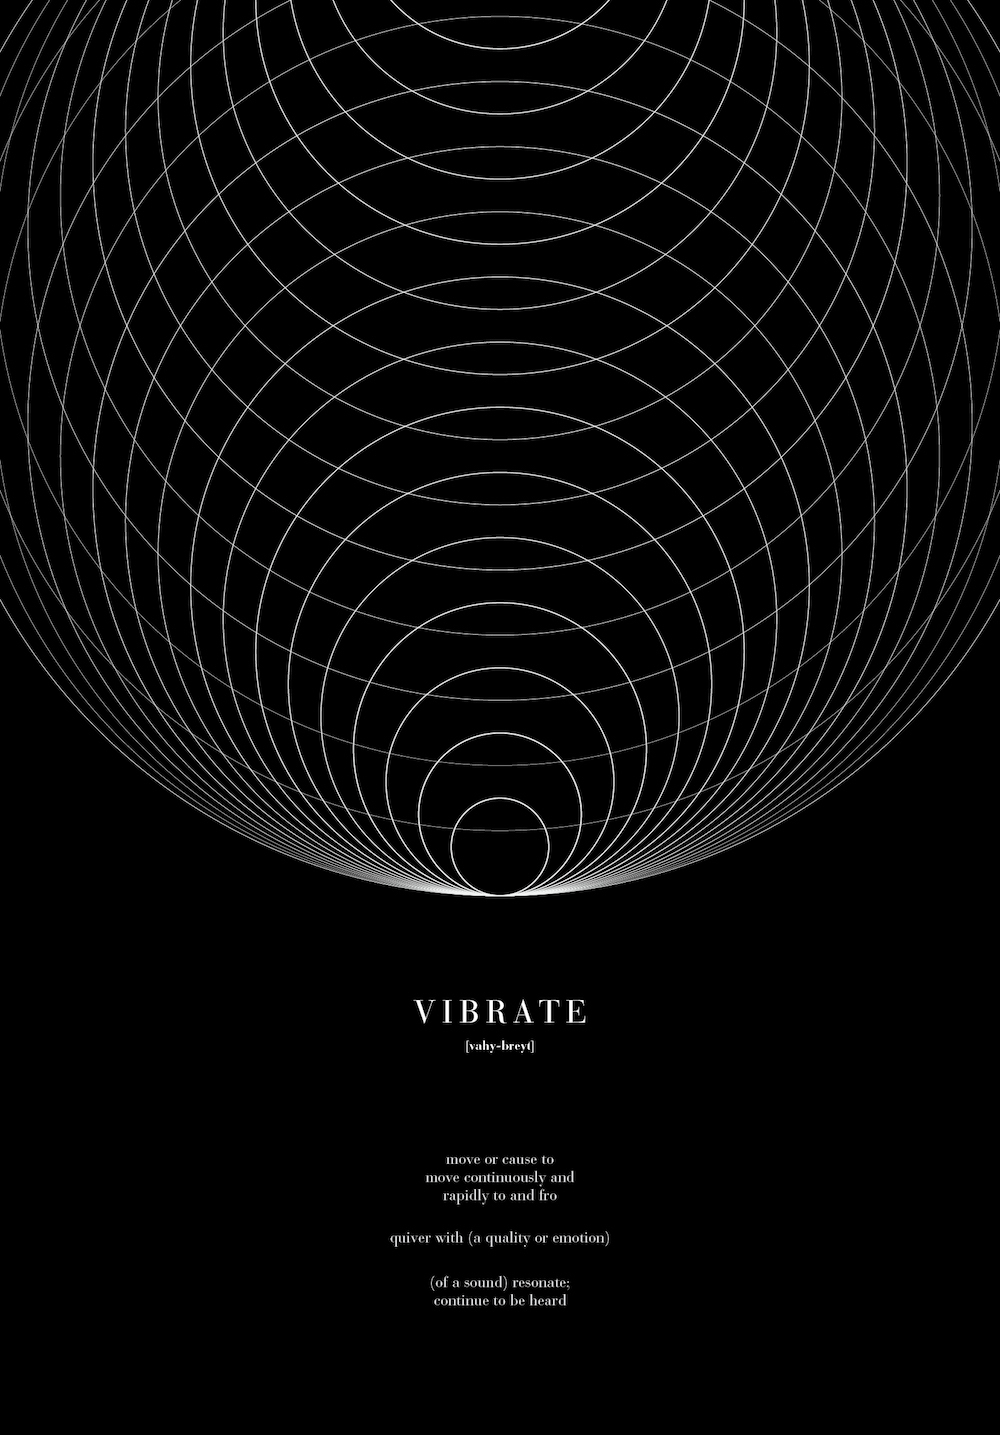 VIBRATE
[vahy-breyt]
move or cause to
move continuously and
rapidly to and fro
quiver with (a quality or emotion)
(of a sound) resonate;
continue to be heard